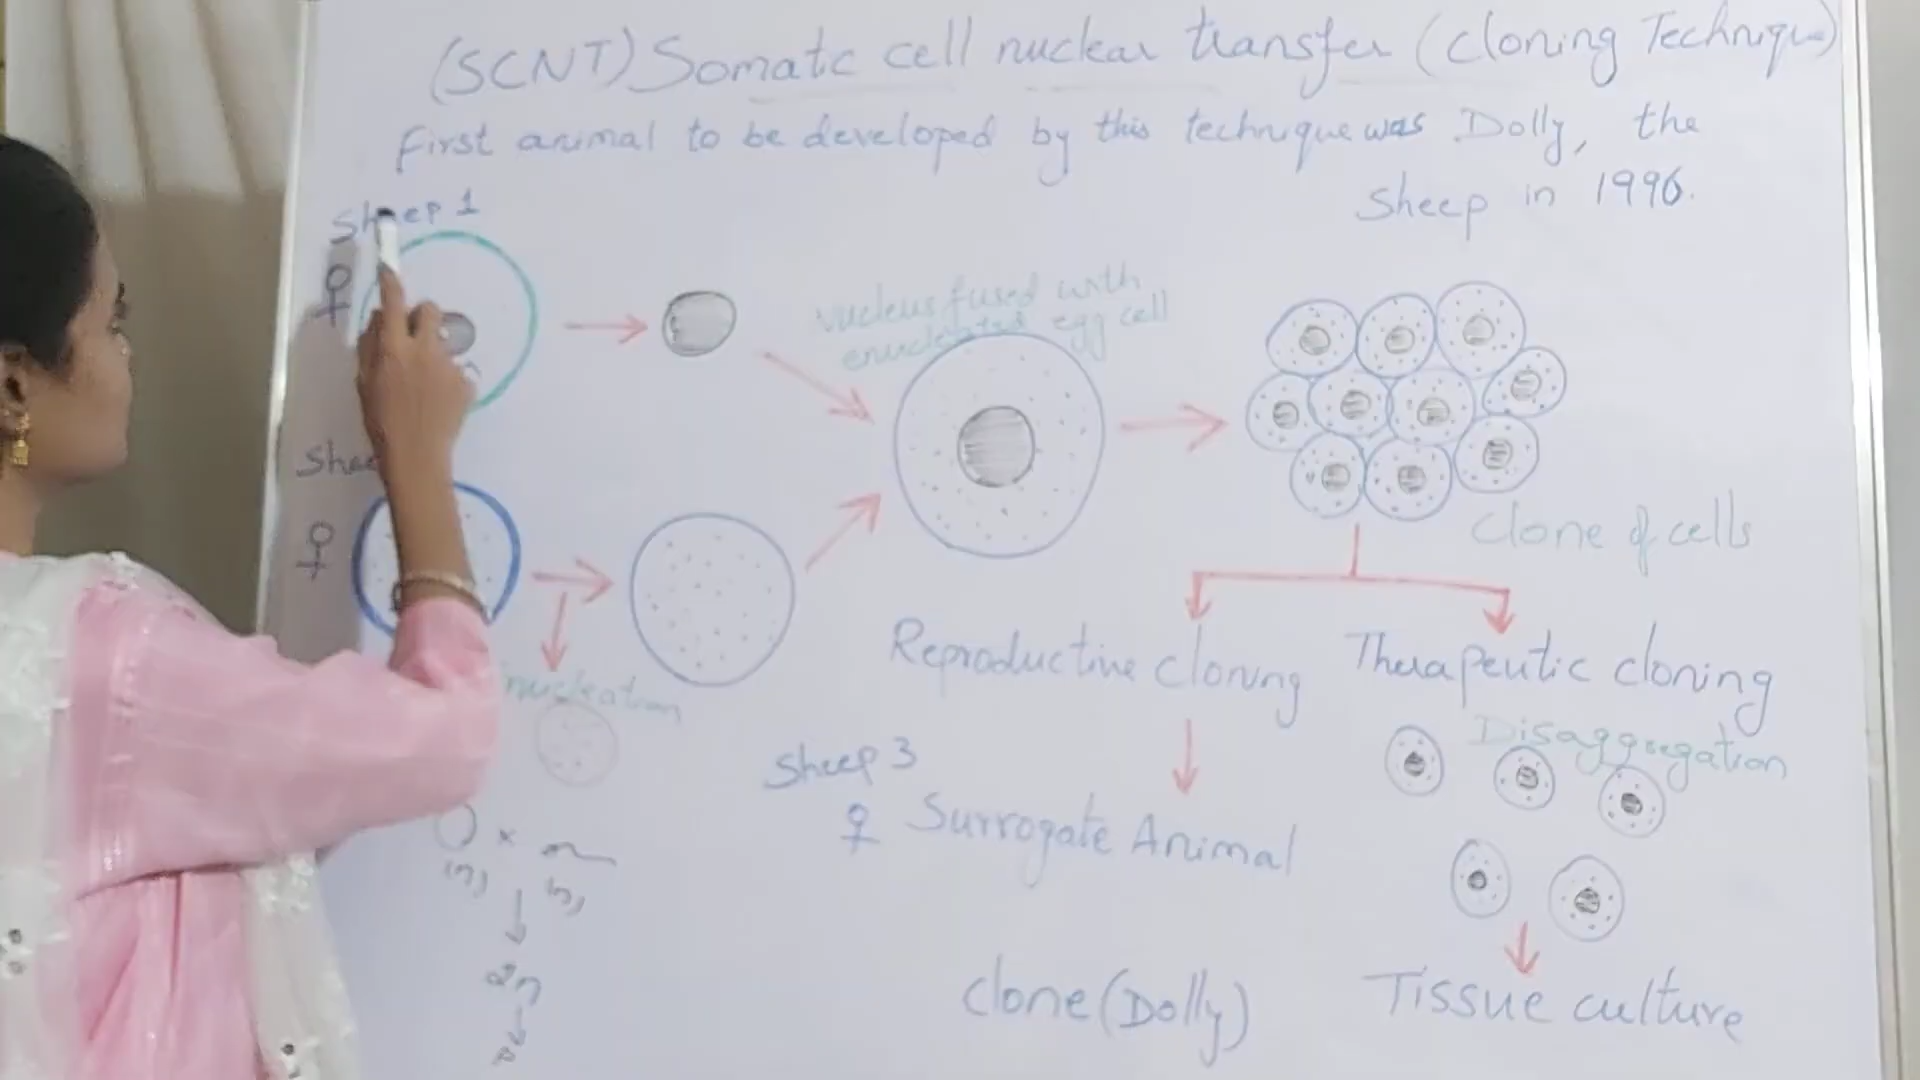 (SCNT) Somatic cell nuclear transfer (Cloning Technique)
First animal to be developed by this technique was Dolly, the
Sheep in 1996.
Sheep 1
♀
nucleus fused with
enucleated egg cell
♀
Clone of cells
Reproductive cloning
Therapeutic cloning
Disaggregation
Sheep 3
♀ Surrogate Animal
(n) × (n)
2n
Clone (Dolly)
Tissue culture